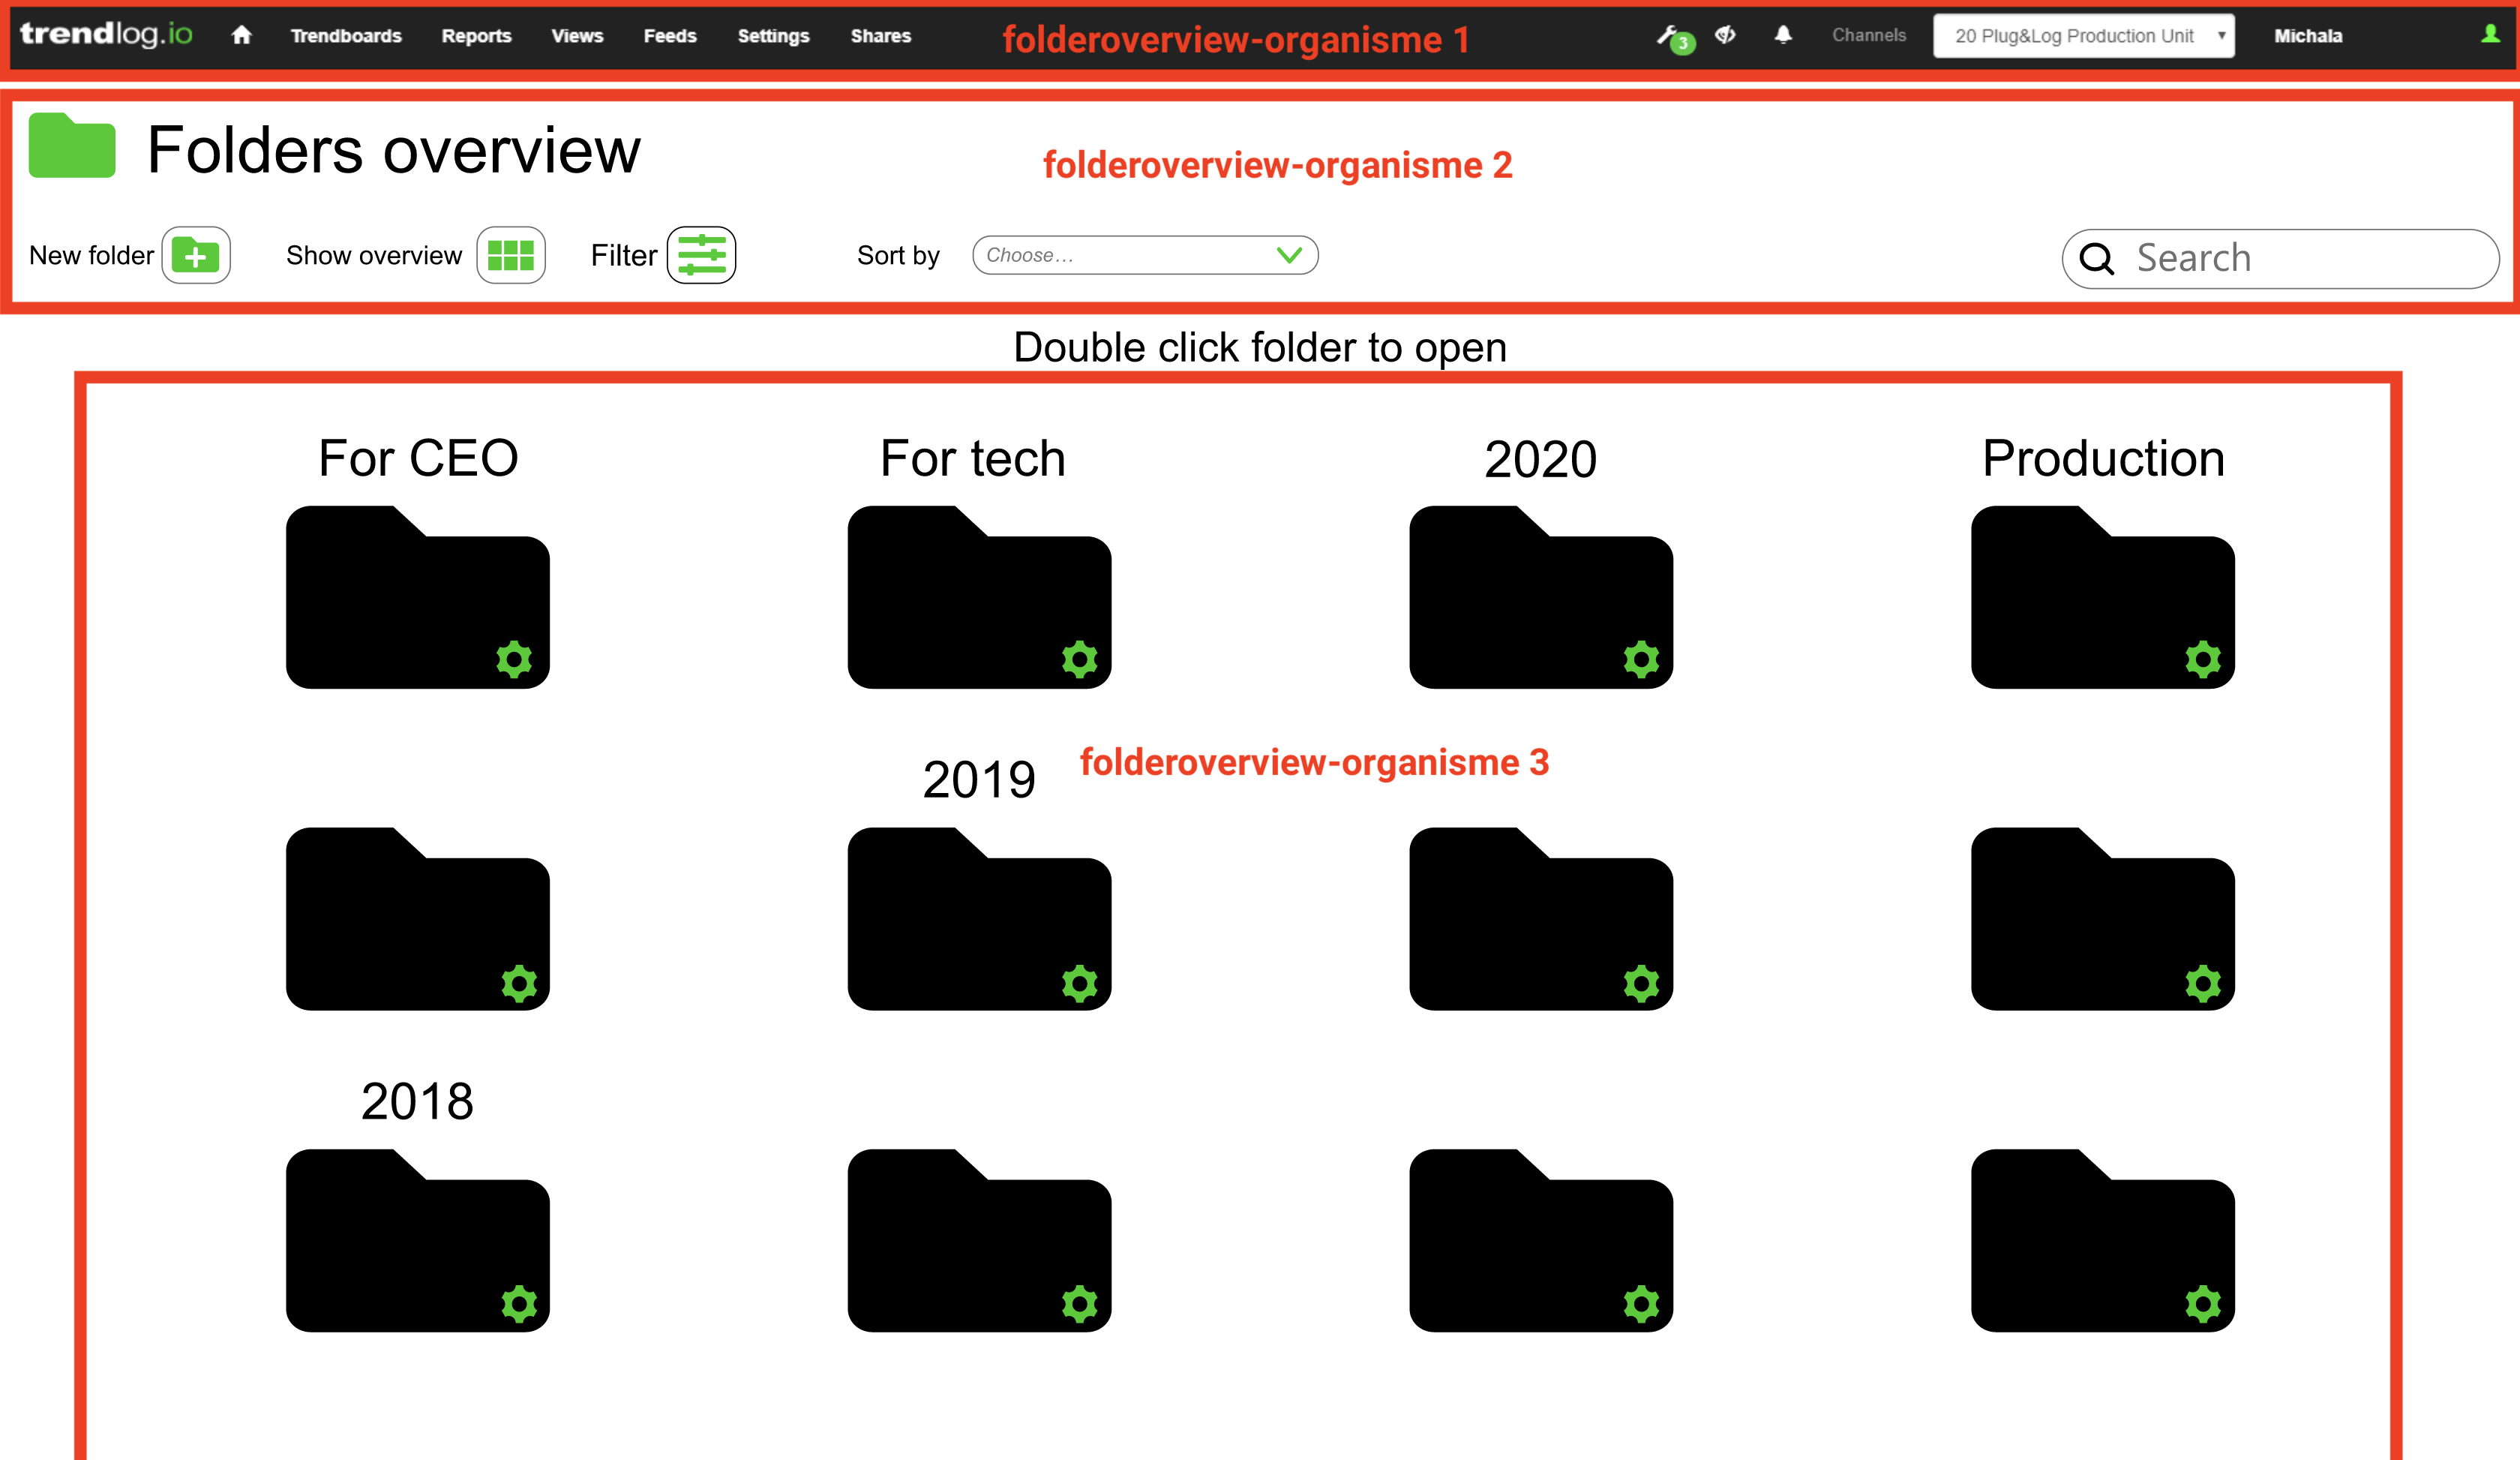 trendlog.io Trendboards Reports Views Feeds Settings Shares folderoverview-organisme 1 3 Channels 20 Plug&Log Production Unit Michala
Folders overview
folderoverview-organisme 2
New folder Show overview Filter Sort by Choose... Search
Double click folder to open
For CEO For tech 2020 Production
2019 folderoverview-organisme 3
2018